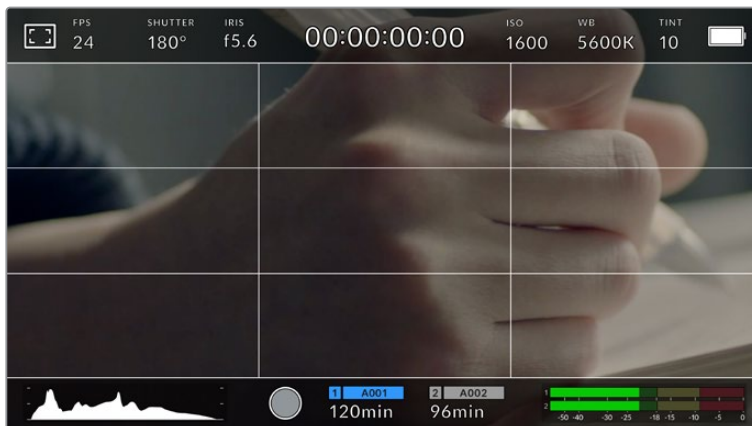 FPS SHUTTER IRIS ISO WB TINT
24 180° f5.6 00:00:00:00 1600 5600K 10
1 A001 2 A002
120min 96min
1
2
-50 -40 -30 -25 -18 -15 -10 -5 0